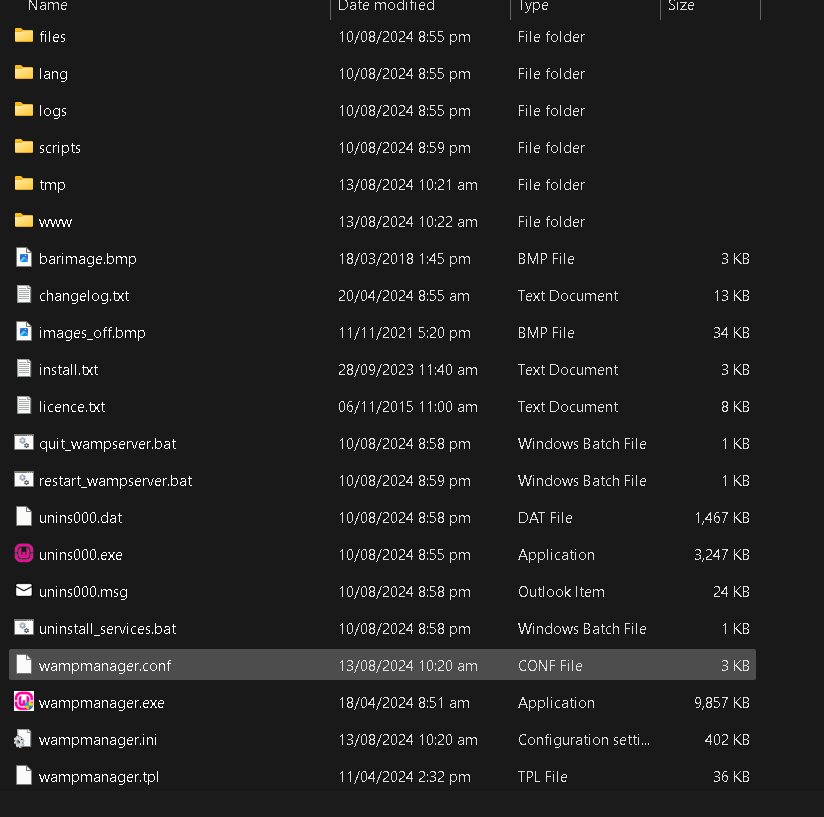 Name Date modified Type Size
files 10/08/2024 8:55 pm File folder
lang 10/08/2024 8:55 pm File folder
logs 10/08/2024 8:55 pm File folder
scripts 10/08/2024 8:59 pm File folder
tmp 13/08/2024 10:21 am File folder
www 13/08/2024 10:22 am File folder
barimage.bmp 18/03/2018 1:45 pm BMP File 3 KB
changelog.txt 20/04/2024 8:55 am Text Document 13 KB
images_off.bmp 11/11/2021 5:20 pm BMP File 34 KB
install.txt 28/09/2023 11:40 am Text Document 3 KB
licence.txt 06/11/2015 11:00 am Text Document 8 KB
quit_wampserver.bat 10/08/2024 8:58 pm Windows Batch File 1 KB
restart_wampserver.bat 10/08/2024 8:59 pm Windows Batch File 1 KB
unins000.dat 10/08/2024 8:58 pm DAT File 1,467 KB
unins000.exe 10/08/2024 8:55 pm Application 3,247 KB
unins000.msg 10/08/2024 8:58 pm Outlook Item 24 KB
uninstall_services.bat 10/08/2024 8:58 pm Windows Batch File 1 KB
wampmanager.conf 13/08/2024 10:20 am CONF File 3 KB
wampmanager.exe 18/04/2024 8:51 am Application 9,857 KB
wampmanager.ini 13/08/2024 10:20 am Configuration setti... 402 KB
wampmanager.tpl 11/04/2024 2:32 pm TPL File 36 KB